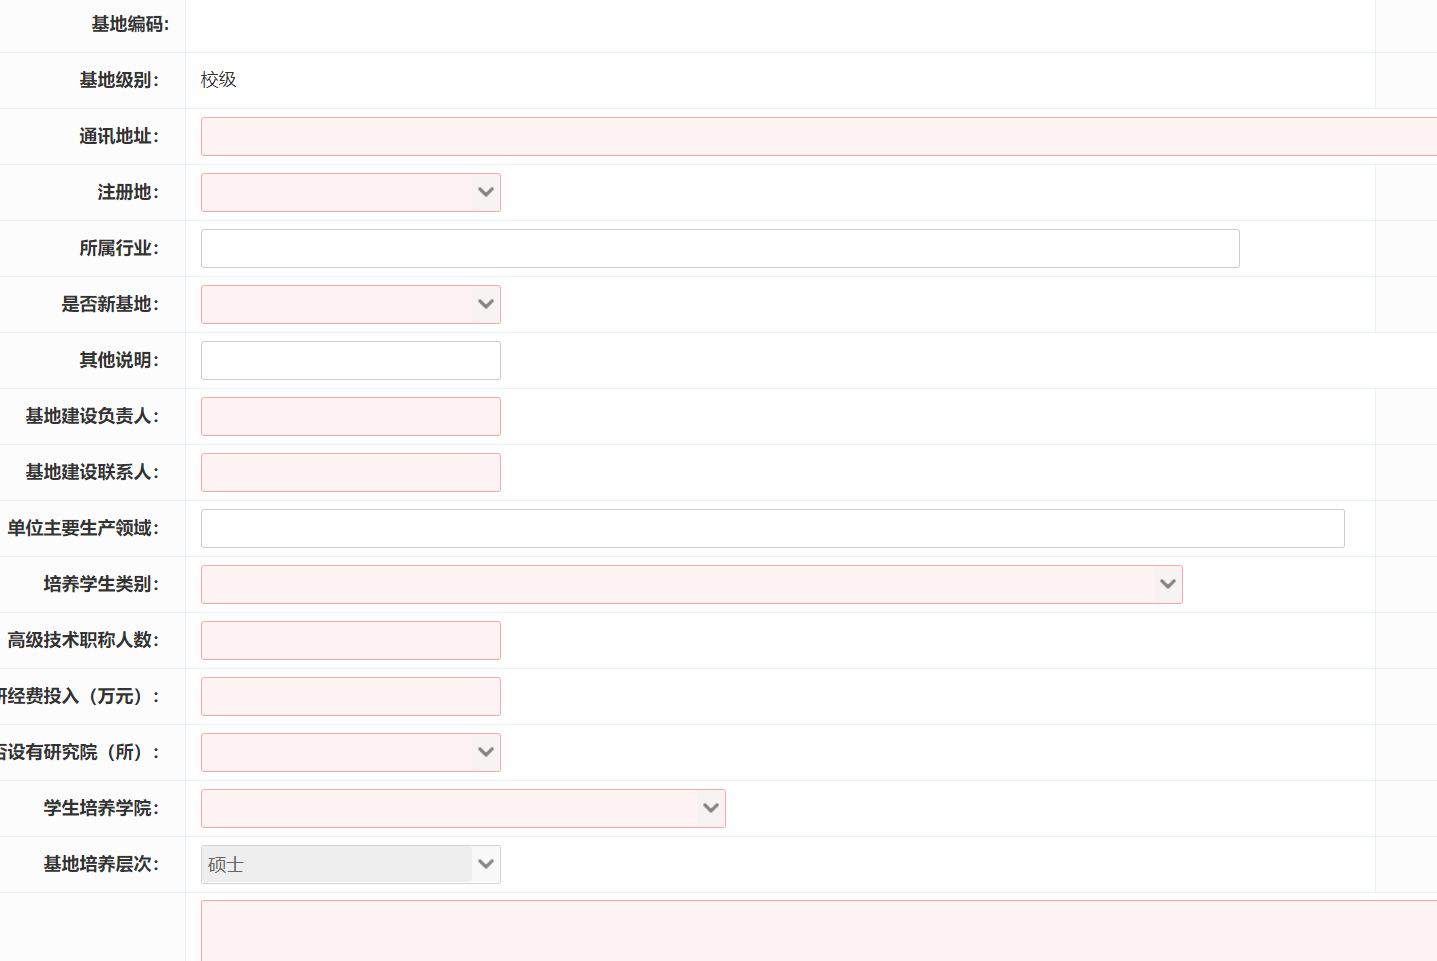 基地编码:
基地级别： 校级
通讯地址：
注册地：
所属行业：
是否新基地：
其他说明：
基地建设负责人：
基地建设联系人：
单位主要生产领域：
培养学生类别：
高级技术职称人数：
经费投入（万元）：
设有研究院（所）：
学生培养学院：
基地培养层次： 硕士